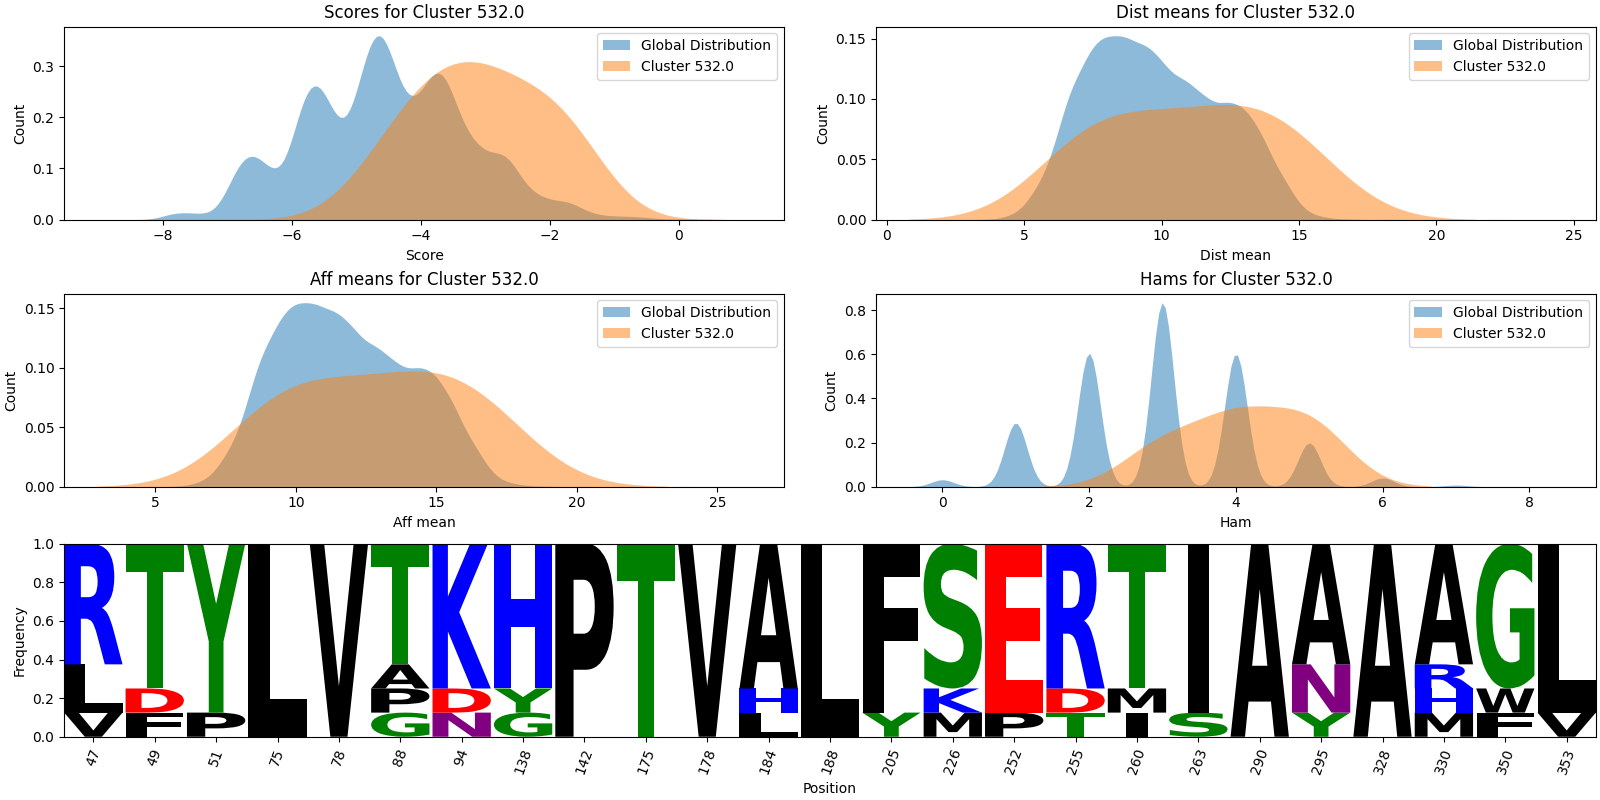 Scores for Cluster 532.0
Count
0.3
0.2
0.1
0.0
Global Distribution
Cluster 532.0
−8 −6 −4 −2 0
Score
Dist means for Cluster 532.0
Count
0.15
0.10
0.05
0.00
Global Distribution
Cluster 532.0
0 5 10 15 20 25
Dist mean
Aff means for Cluster 532.0
Count
0.15
0.10
0.05
0.00
Global Distribution
Cluster 532.0
5 10 15 20 25
Aff mean
Hams for Cluster 532.0
Count
0.8
0.6
0.4
0.2
0.0
Global Distribution
Cluster 532.0
0 2 4 6 8
Ham
Frequency
1.0
0.8
0.6
0.4
0.2
0.0
R T Y L V T K H P T V A L F S E R T I A A A A G L
L D P A D Y H Y K P D M S N R W V
V F P N G L M T I Y H F
G M
47 49 51 75 78 88 94 138 142 175 178 184 188 205 226 252 255 260 263 290 295 328 330 350 353
Position